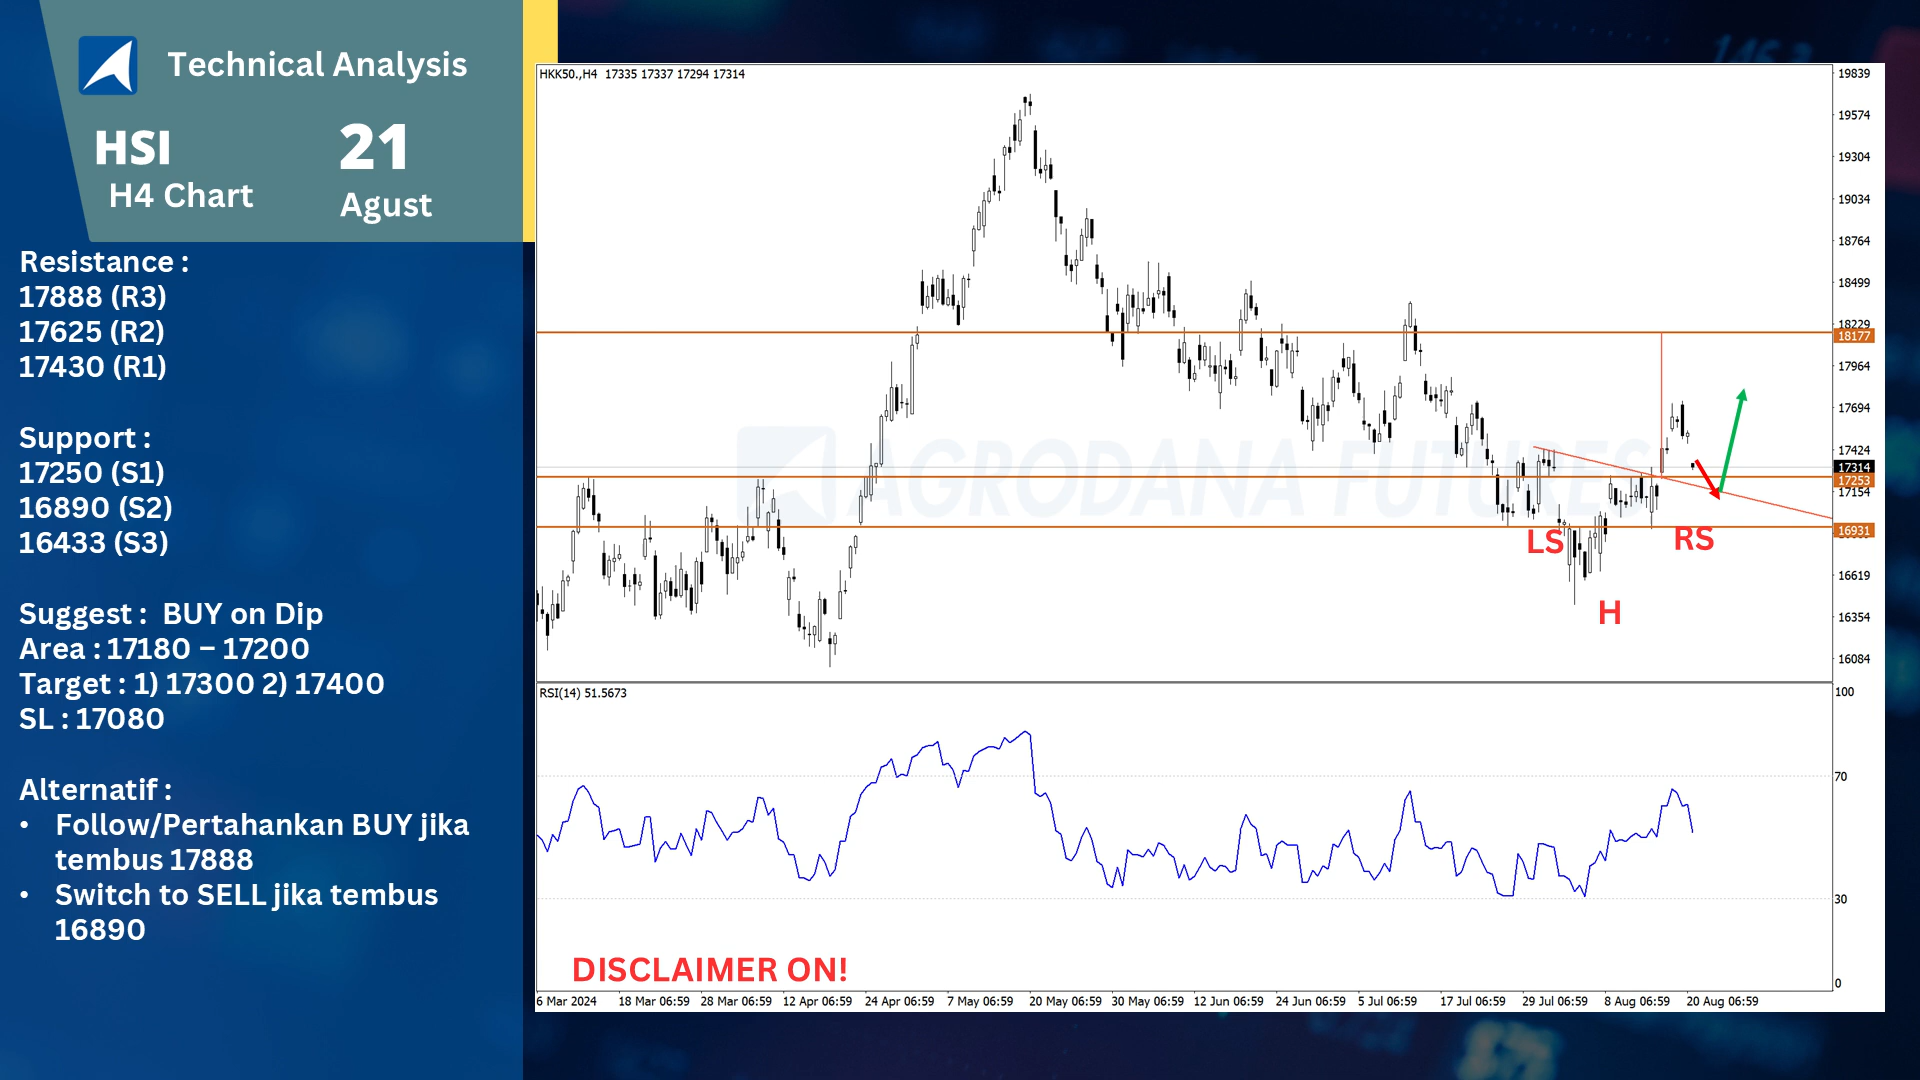 Technical Analysis
HSI
H4 Chart
21
Agust
Resistance :
17888 (R3)
17625 (R2)
17430 (R1)
Support :
17250 (S1)
16890 (S2)
16433 (S3)
Suggest :  BUY on Dip
Area : 17180 – 17200
Target : 1) 17300 2) 17400
SL : 17080
Alternatif :
• Follow/Pertahankan BUY jika
tembus 17888
• Switch to SELL jika tembus
16890
HKK50.,H4  17335 17337 17294 17314
19839
19574
19304
19034
18764
18499
18229
18177
17964
17694
17424
17314
17253
17154
16931
16619
16354
16084
AGRODANA FUTURES
LS
H
RS
RSI(14) 51.5673
100
70
30
0
DISCLAIMER ON!
6 Mar 2024
18 Mar 06:59
28 Mar 06:59
12 Apr 06:59
24 Apr 06:59
7 May 06:59
20 May 06:59
30 May 06:59
12 Jun 06:59
24 Jun 06:59
5 Jul 06:59
17 Jul 06:59
29 Jul 06:59
8 Aug 06:59
20 Aug 06:59